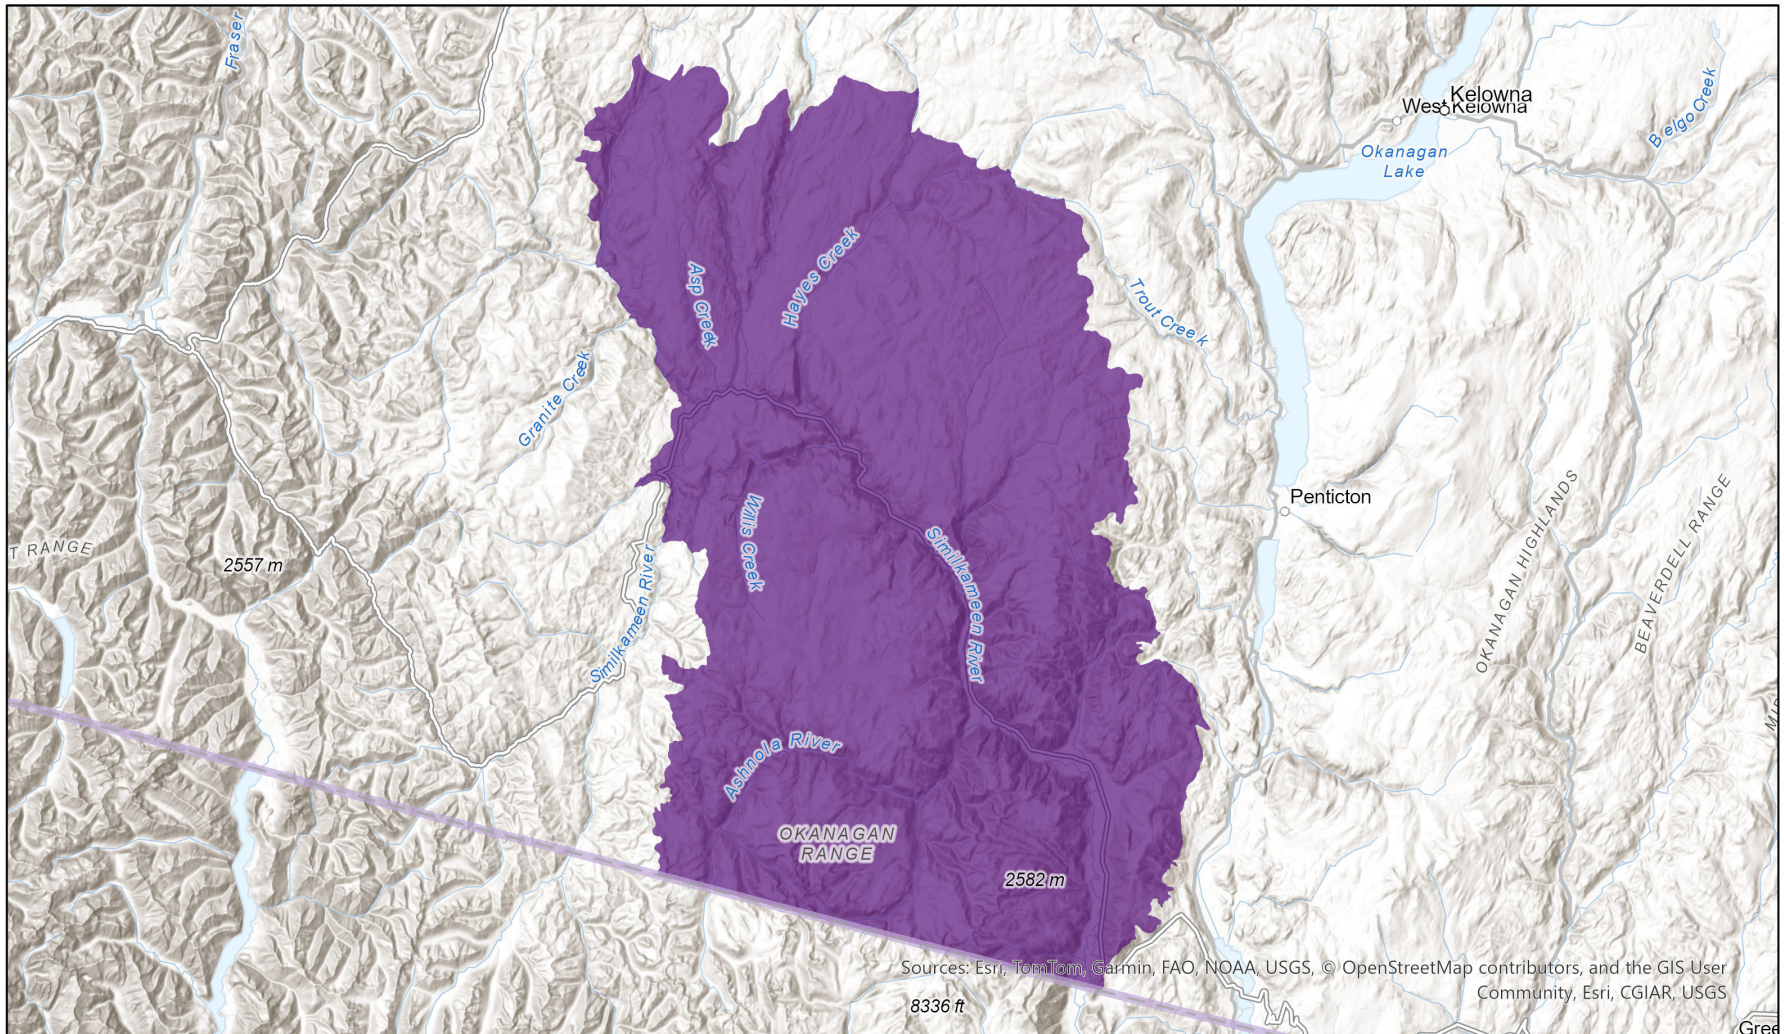 Fraser
Kelowna
West Kelowna
Belgo Creek
Okanagan
Lake
Asp Creek
Hayes Creek
Trout Creek
Granite Creek
Penticton
OKANAGAN HIGHLANDS
BEAVERDELL RANGE
Willis Creek
Similkameen River
T RANGE
2557 m
Similkameen River
Ashnola River
OKANAGAN
RANGE
2582 m
Sources: Esri, TomTom, Garmin, FAO, NOAA, USGS, © OpenStreetMap contributors, and the GIS User
Community, Esri, CGIAR, USGS
8336 ft
Gree